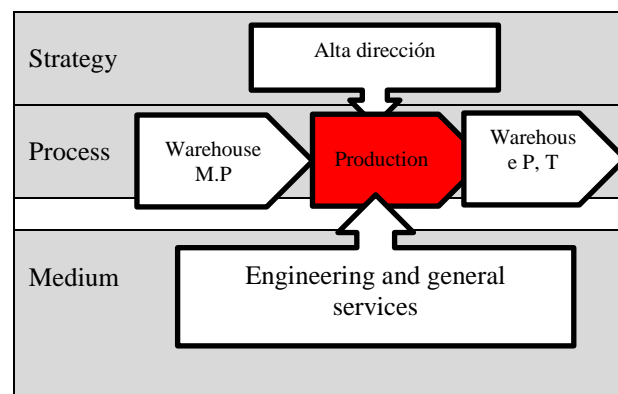 Strategy
Alta dirección
Process
Warehouse
M.P
Production
Warehous
e P, T
Medium
Engineering and general
services